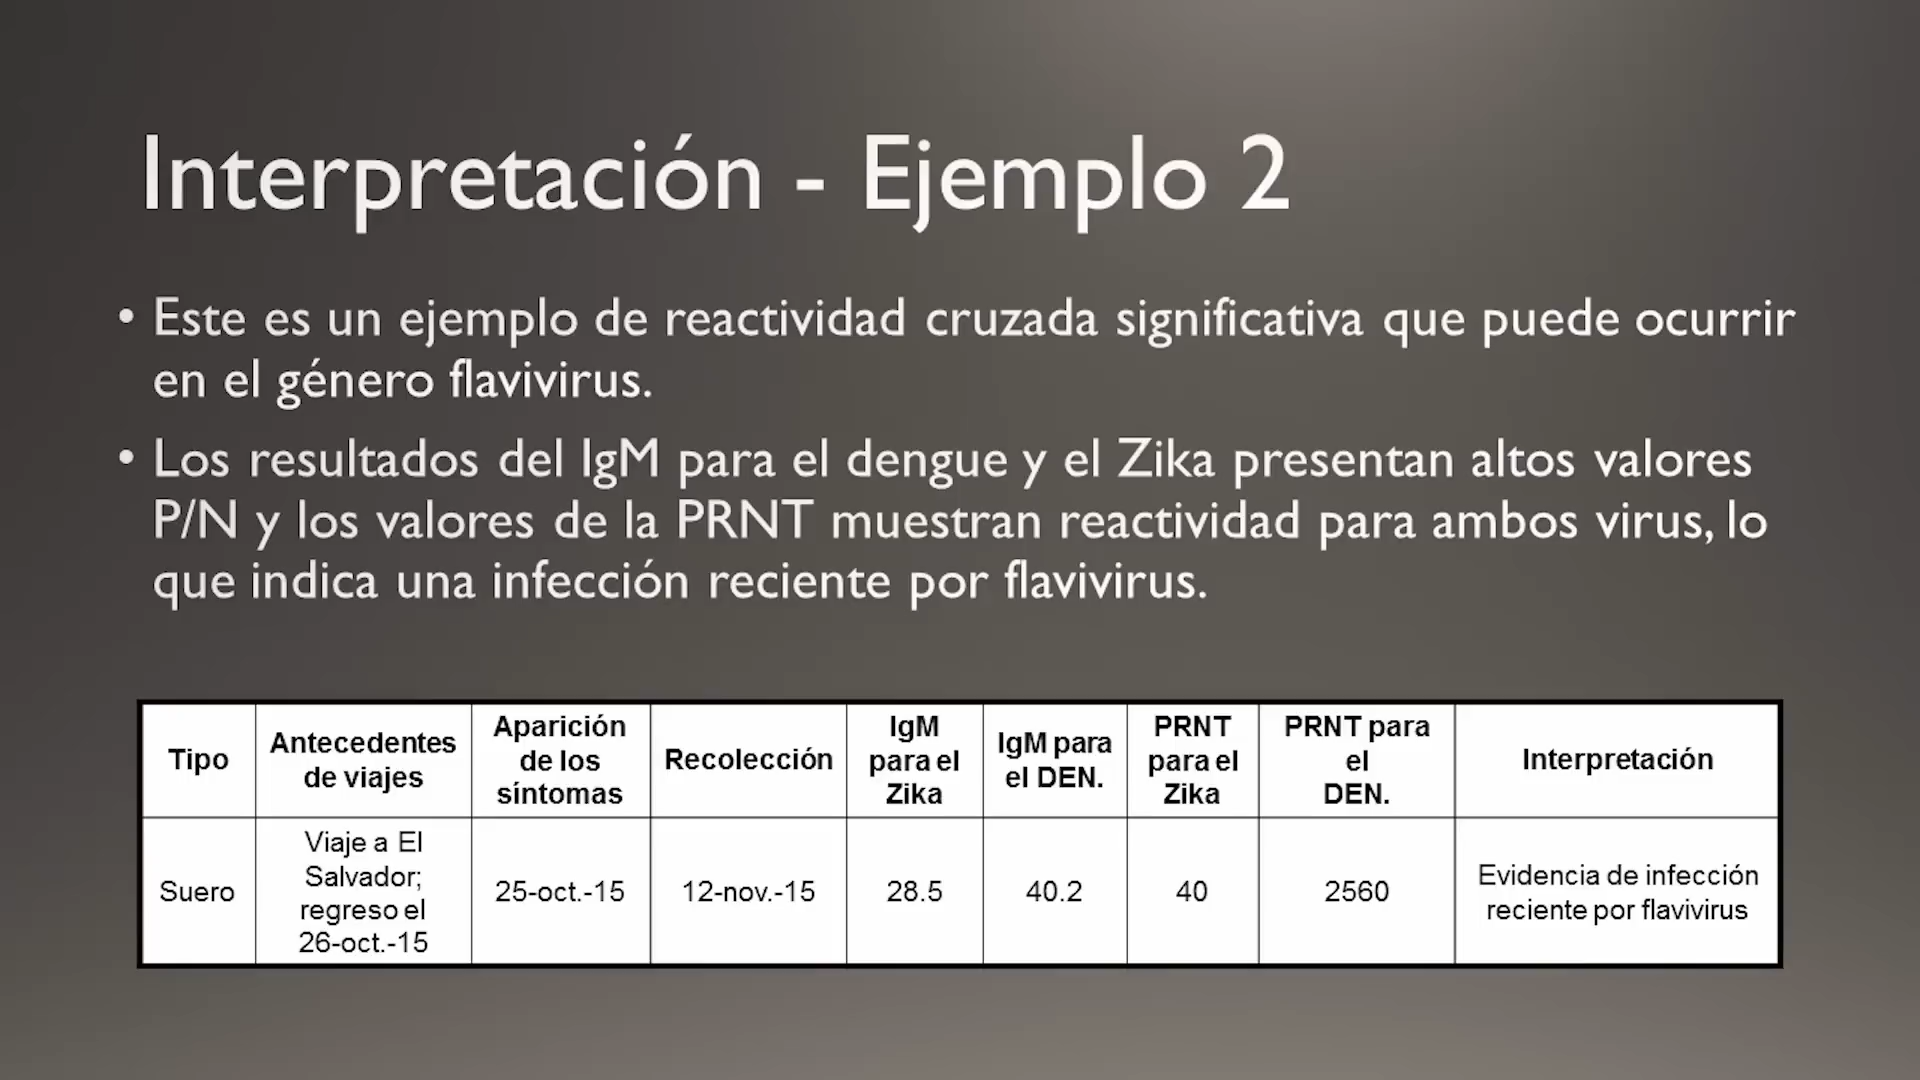 Interpretación - Ejemplo 2
• Este es un ejemplo de reactividad cruzada significativa que puede ocurrir
en el género flavivirus.
• Los resultados del IgM para el dengue y el Zika presentan altos valores
P/N y los valores de la PRNT muestran reactividad para ambos virus, lo
que indica una infección reciente por flavivirus.
Tipo
Antecedentes
de viajes
Aparición
de los
síntomas
Recolección
IgM
para el
Zika
IgM para
el DEN.
PRNT
para el
Zika
PRNT para
el
DEN.
Interpretación
Suero
Viaje a El
Salvador;
regreso el
26-oct.-15
25-oct.-15
12-nov.-15
28.5
40.2
40
2560
Evidencia de infección
reciente por flavivirus